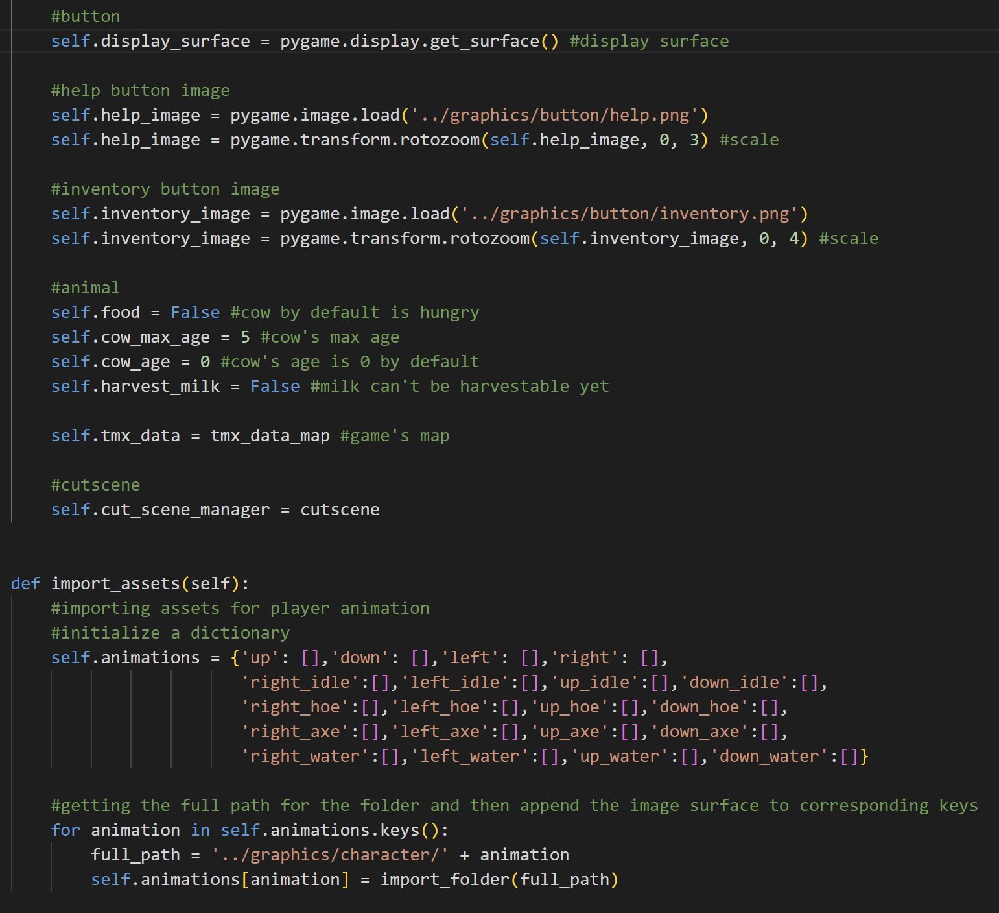 #button
self.display_surface = pygame.display.get_surface() #display surface
#help button image
self.help_image = pygame.image.load('../graphics/button/help.png')
self.help_image = pygame.transform.rotozoom(self.help_image, 0, 3) #scale
#inventory button image
self.inventory_image = pygame.image.load('../graphics/button/inventory.png')
self.inventory_image = pygame.transform.rotozoom(self.inventory_image, 0, 4) #scale
#animal
self.food = False #cow by default is hungry
self.cow_max_age = 5 #cow's max age
self.cow_age = 0 #cow's age is 0 by default
self.harvest_milk = False #milk can't be harvestable yet
self.tmx_data = tmx_data_map #game's map
#cutscene
self.cut_scene_manager = cutscene
def import_assets(self):
#importing assets for player animation
#initialize a dictionary
self.animations = {'up': [],'down': [],'left': [],'right': [],
'right_idle':[],'left_idle':[],'up_idle':[],'down_idle':[],
'right_hoe':[],'left_hoe':[],'up_hoe':[],'down_hoe':[],
'right_axe':[],'left_axe':[],'up_axe':[],'down_axe':[],
'right_water':[],'left_water':[],'up_water':[],'down_water':[]}
#getting the full path for the folder and then append the image surface to corresponding keys
for animation in self.animations.keys():
full_path = '../graphics/character/' + animation
self.animations[animation] = import_folder(full_path)